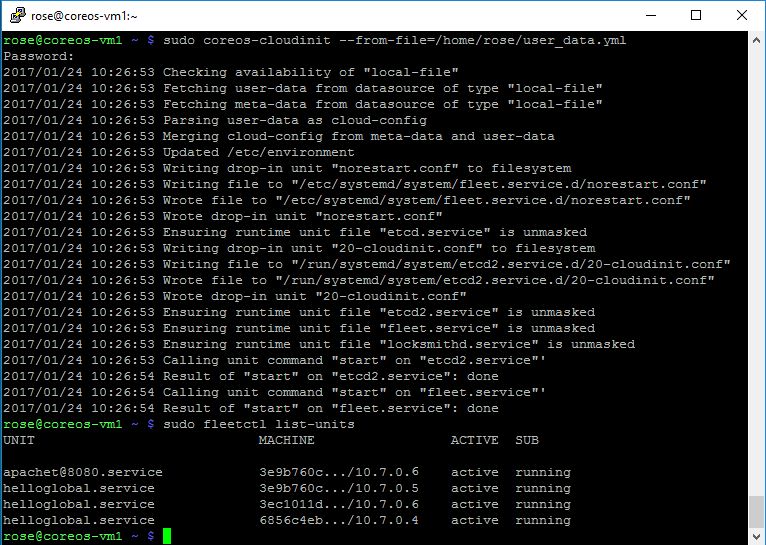 rose@coreos-vm1:~
rose@coreos-vm1 ~ $ sudo coreos-cloudinit --from-file=/home/rose/user_data.yml
Password:
2017/01/24 10:26:53 Checking availability of "local-file"
2017/01/24 10:26:53 Fetching user-data from datasource of type "local-file"
2017/01/24 10:26:53 Fetching meta-data from datasource of type "local-file"
2017/01/24 10:26:53 Parsing user-data as cloud-config
2017/01/24 10:26:53 Merging cloud-config from meta-data and user-data
2017/01/24 10:26:53 Updated /etc/environment
2017/01/24 10:26:53 Writing drop-in unit "norestart.conf" to filesystem
2017/01/24 10:26:53 Writing file to "/etc/systemd/system/fleet.service.d/norestart.conf"
2017/01/24 10:26:53 Wrote file to "/etc/systemd/system/fleet.service.d/norestart.conf"
2017/01/24 10:26:53 Wrote drop-in unit "norestart.conf"
2017/01/24 10:26:53 Ensuring runtime unit file "etcd.service" is unmasked
2017/01/24 10:26:53 Writing drop-in unit "20-cloudinit.conf" to filesystem
2017/01/24 10:26:53 Writing file to "/run/systemd/system/etcd2.service.d/20-cloudinit.conf"
2017/01/24 10:26:53 Wrote file to "/run/systemd/system/etcd2.service.d/20-cloudinit.conf"
2017/01/24 10:26:53 Wrote drop-in unit "20-cloudinit.conf"
2017/01/24 10:26:53 Ensuring runtime unit file "etcd2.service" is unmasked
2017/01/24 10:26:53 Ensuring runtime unit file "fleet.service" is unmasked
2017/01/24 10:26:53 Ensuring runtime unit file "locksmithd.service" is unmasked
2017/01/24 10:26:53 Calling unit command "start" on "etcd2.service"'
2017/01/24 10:26:54 Result of "start" on "etcd2.service": done
2017/01/24 10:26:54 Calling unit command "start" on "fleet.service"'
2017/01/24 10:26:54 Result of "start" on "fleet.service": done
rose@coreos-vm1 ~ $ sudo fleetctl list-units
UNIT MACHINE ACTIVE SUB
apachet@8080.service 3e9b760c.../10.7.0.6 active running
helloglobal.service 3e9b760c.../10.7.0.5 active running
helloglobal.service 3ec1011d.../10.7.0.6 active running
helloglobal.service 6856c4eb.../10.7.0.4 active running
rose@coreos-vm1 ~ $